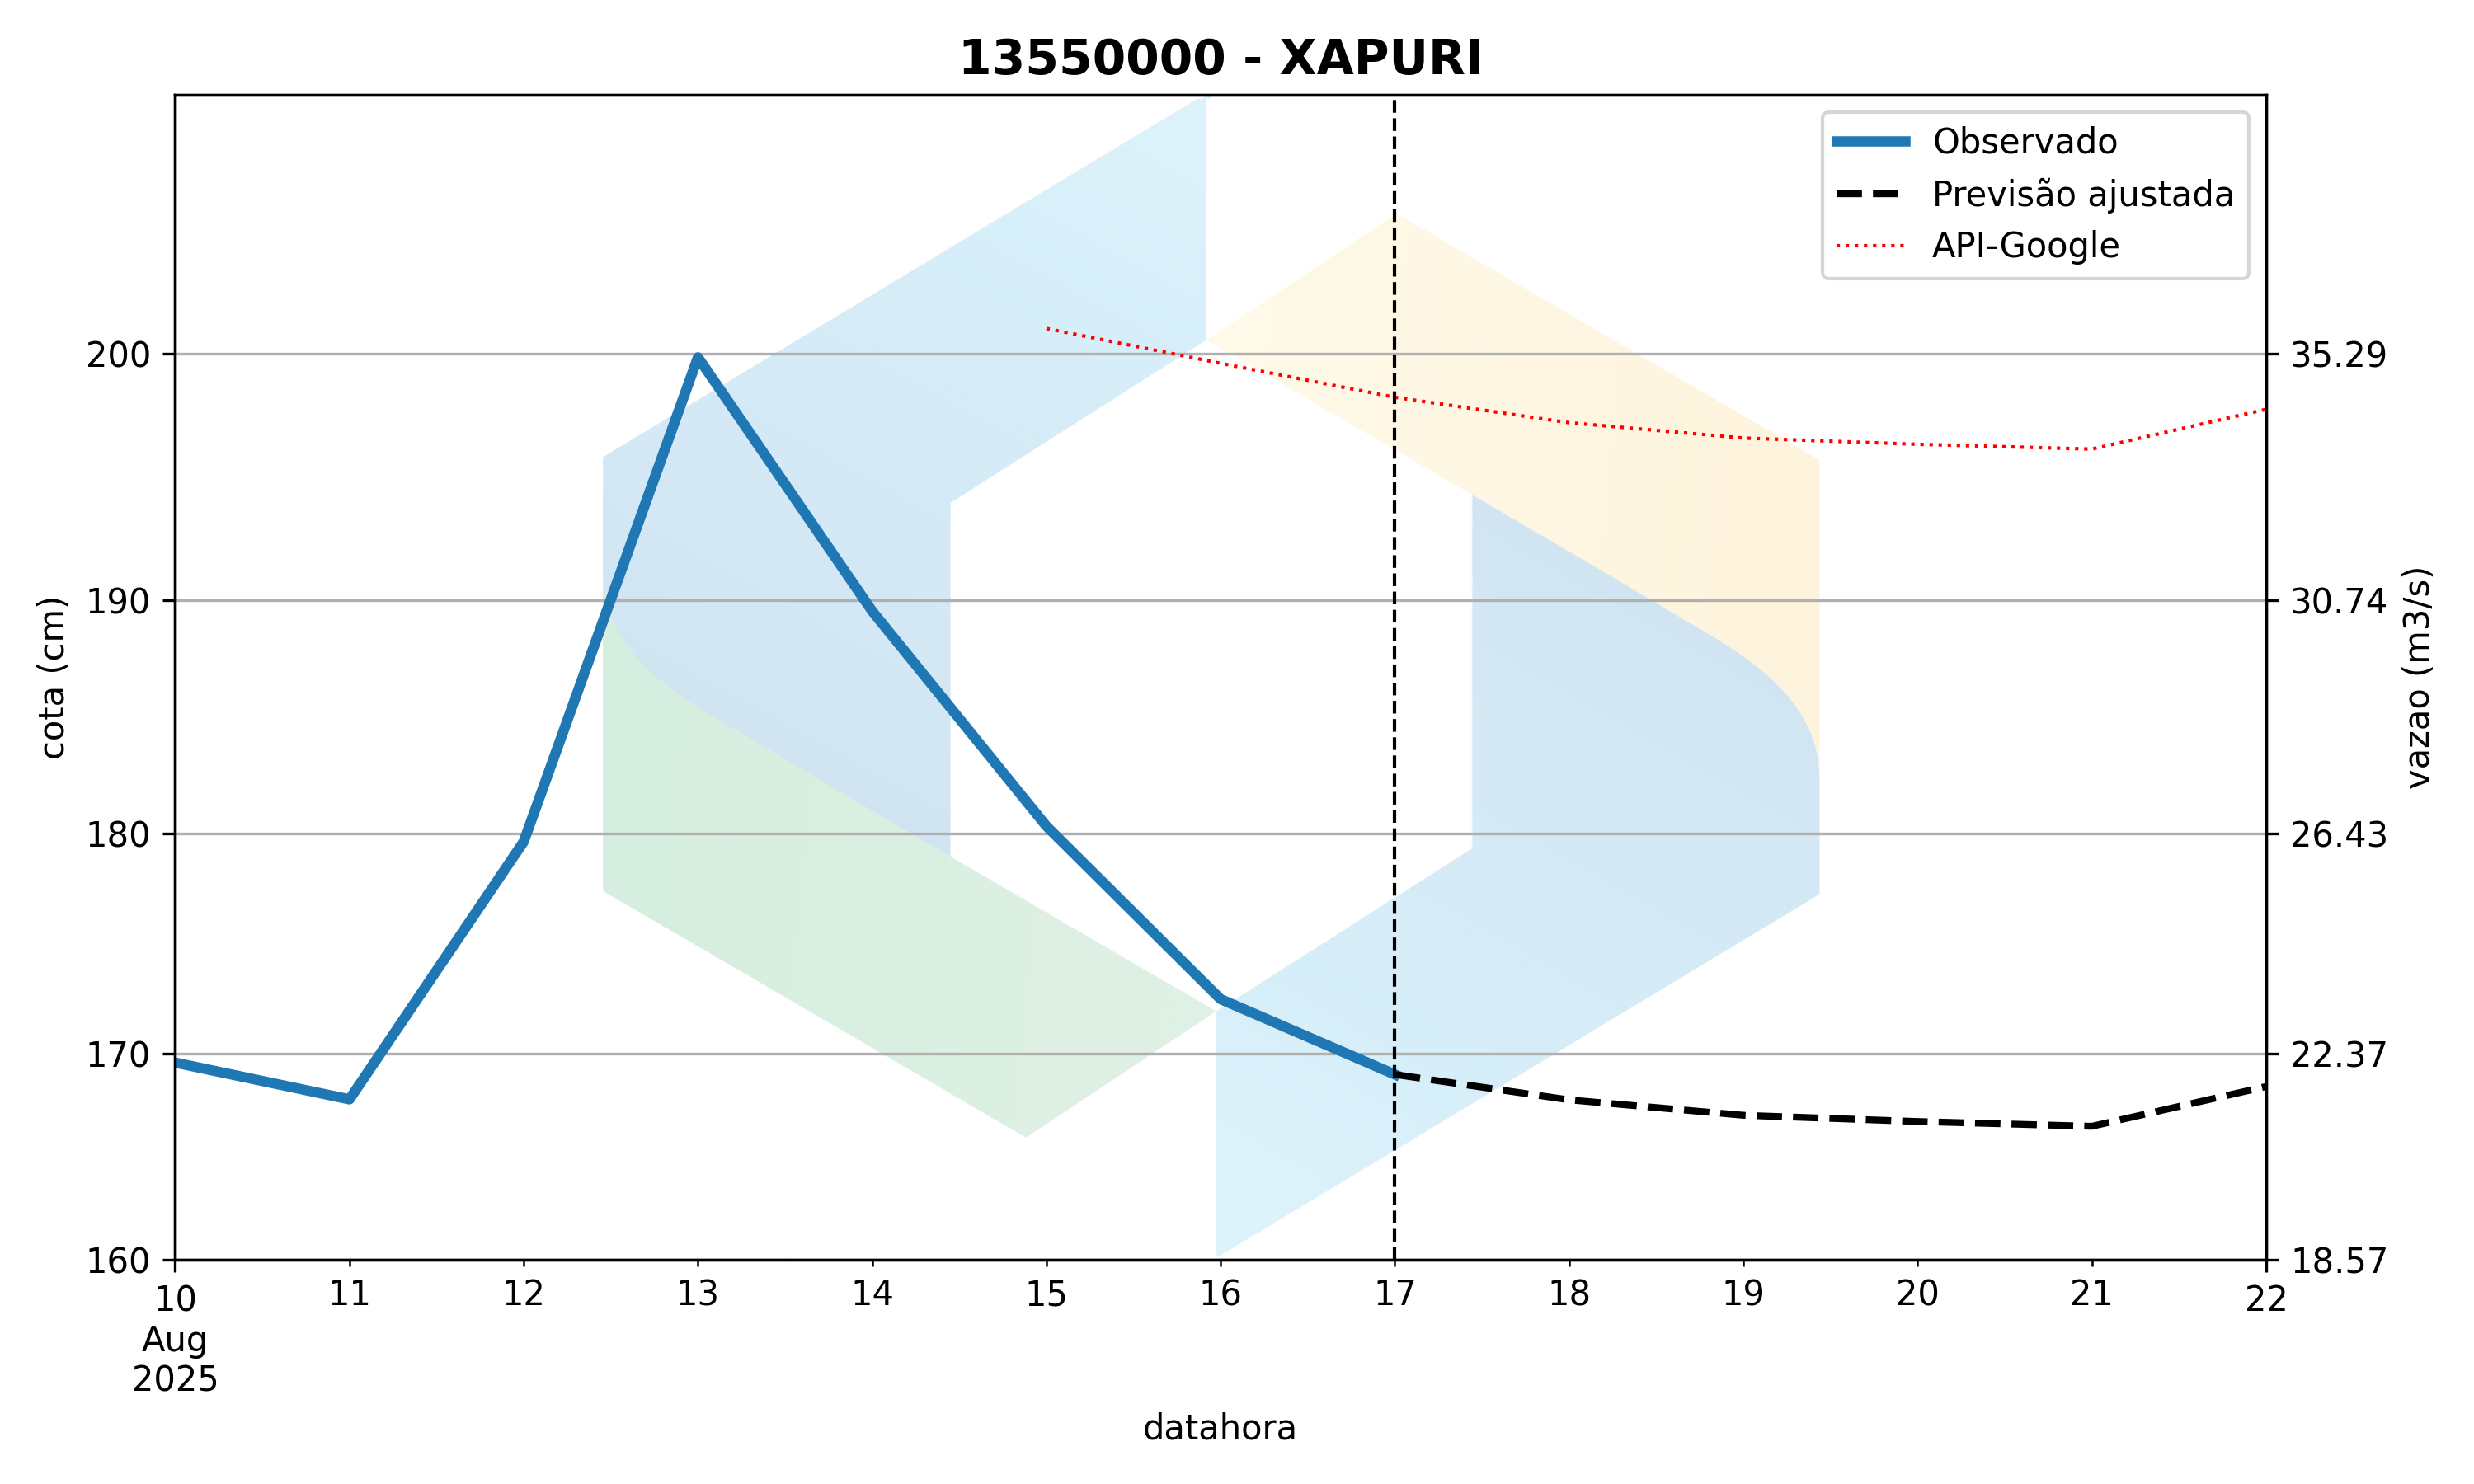 13550000 - XAPURI
Observado
Previsão ajustada
API-Google
cota (cm)
200
190
180
170
160
35.29
30.74
26.43
22.37
18.57
vazao (m3/s)
10 11 12 13 14 15 16 17 18 19 20 21 22
Aug
2025
datahora